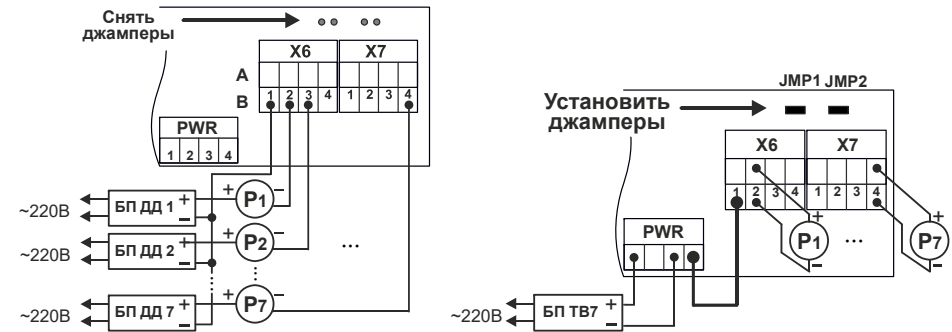 Снять
джамперы
X6 X7
A
B
1 2 3 4 1 2 3 4
PWR
1 2 3 4
~220В БП ДД 1 + − + P1 −
~220В БП ДД 2 + − + P2 − ...
~220В БП ДД 7 + − + P7 −
JMP1 JMP2
Установить
джамперы
X6 X7
1 2 3 4 1 2 3 4
PWR
+ P1 − ... + P7 −
~220В БП ТВ7 + −